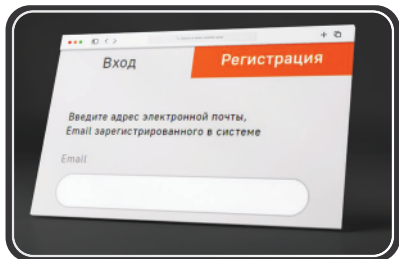 Вход
Регистрация
Введите адрес электронной почты,
Email зарегистрированного в системе
Email